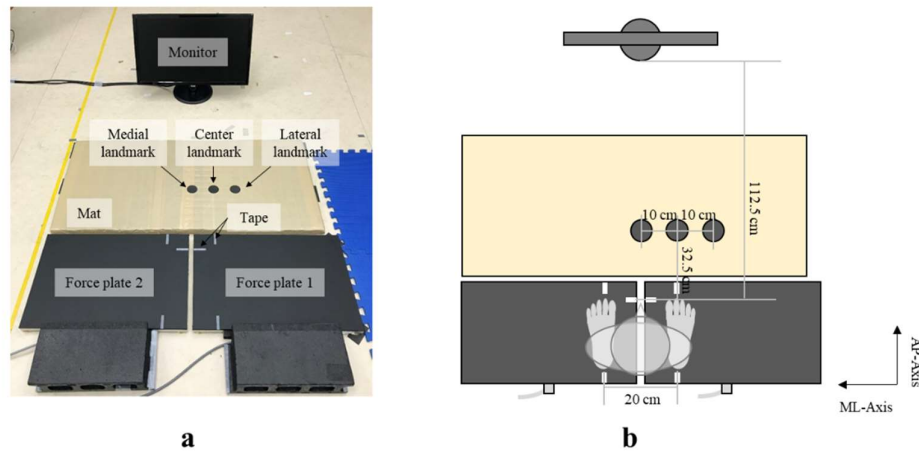 Monitor
Medial
landmark
Center
landmark
Lateral
landmark
Mat
Tape
Force plate 2
Force plate 1
a
112.5 cm
10 cm
10 cm
32.5 cm
20 cm
AP-Axis
ML-Axis
b